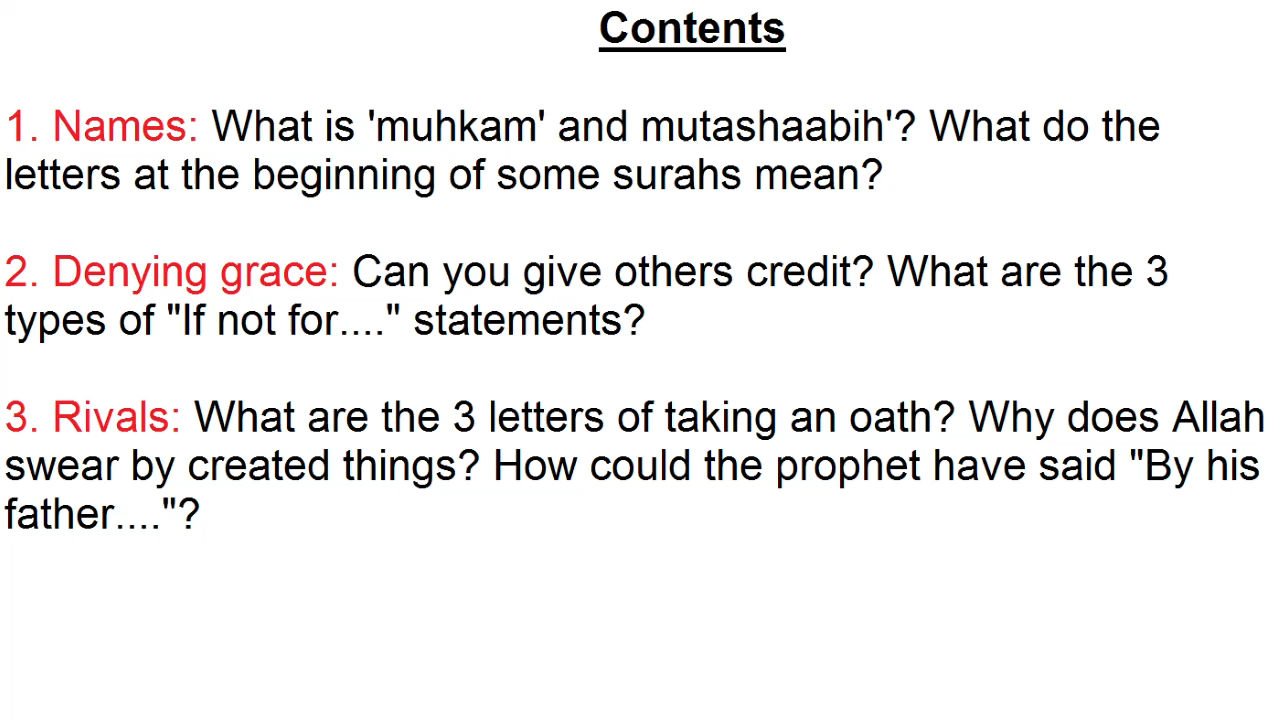 Contents
1. Names: What is 'muhkam' and mutashaabih'? What do the
letters at the beginning of some surahs mean?
2. Denying grace: Can you give others credit? What are the 3
types of "If not for...." statements?
3. Rivals: What are the 3 letters of taking an oath? Why does Allah
swear by created things? How could the prophet have said "By his
father...."?